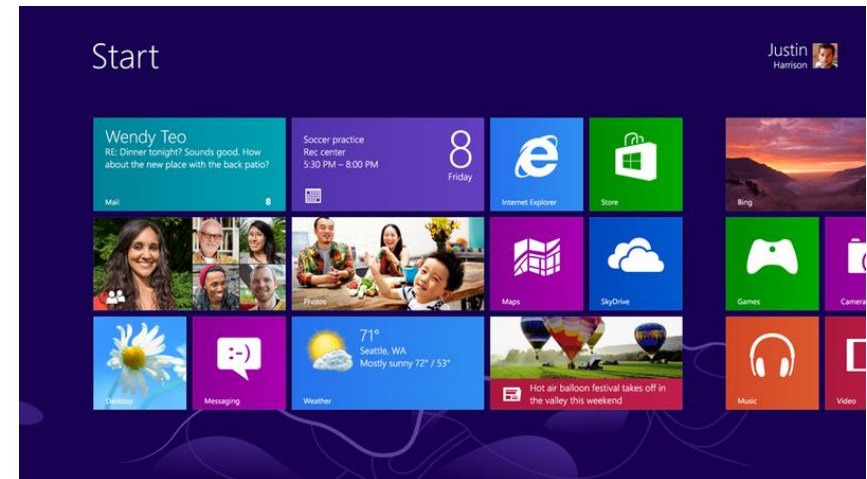 Start
Justin
Harrison
Wendy Teo
RE: Dinner tonight? Sounds good. How
about the new place with the back patio?
Mail
8
Soccer practice
Rec center
5:30 PM – 8:00 PM
8
Friday
Internet Explorer
Store
Bing
Photos
Maps
SkyDrive
Games
Camera
Desktop
:-)
Messaging
71°
Seattle, WA
Mostly sunny 72° / 53°
Weather
Hot air balloon festival takes off in
the valley this weekend
Music
Video